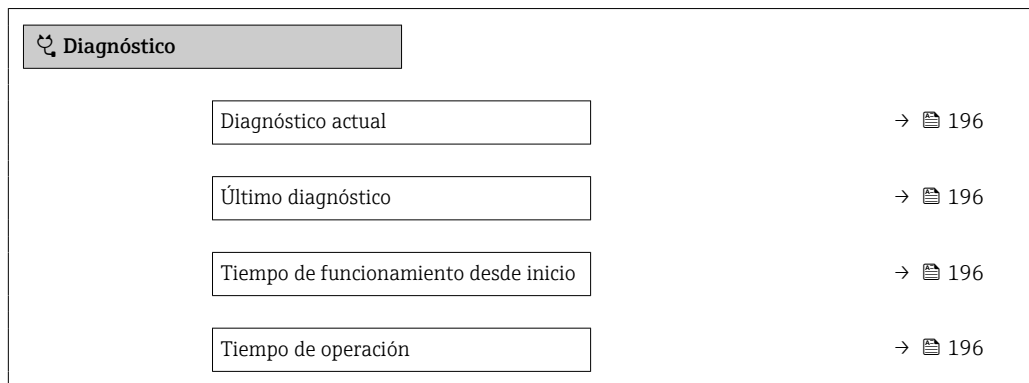 Diagnóstico
Diagnóstico actual → 196
Último diagnóstico → 196
Tiempo de funcionamiento desde inicio → 196
Tiempo de operación → 196